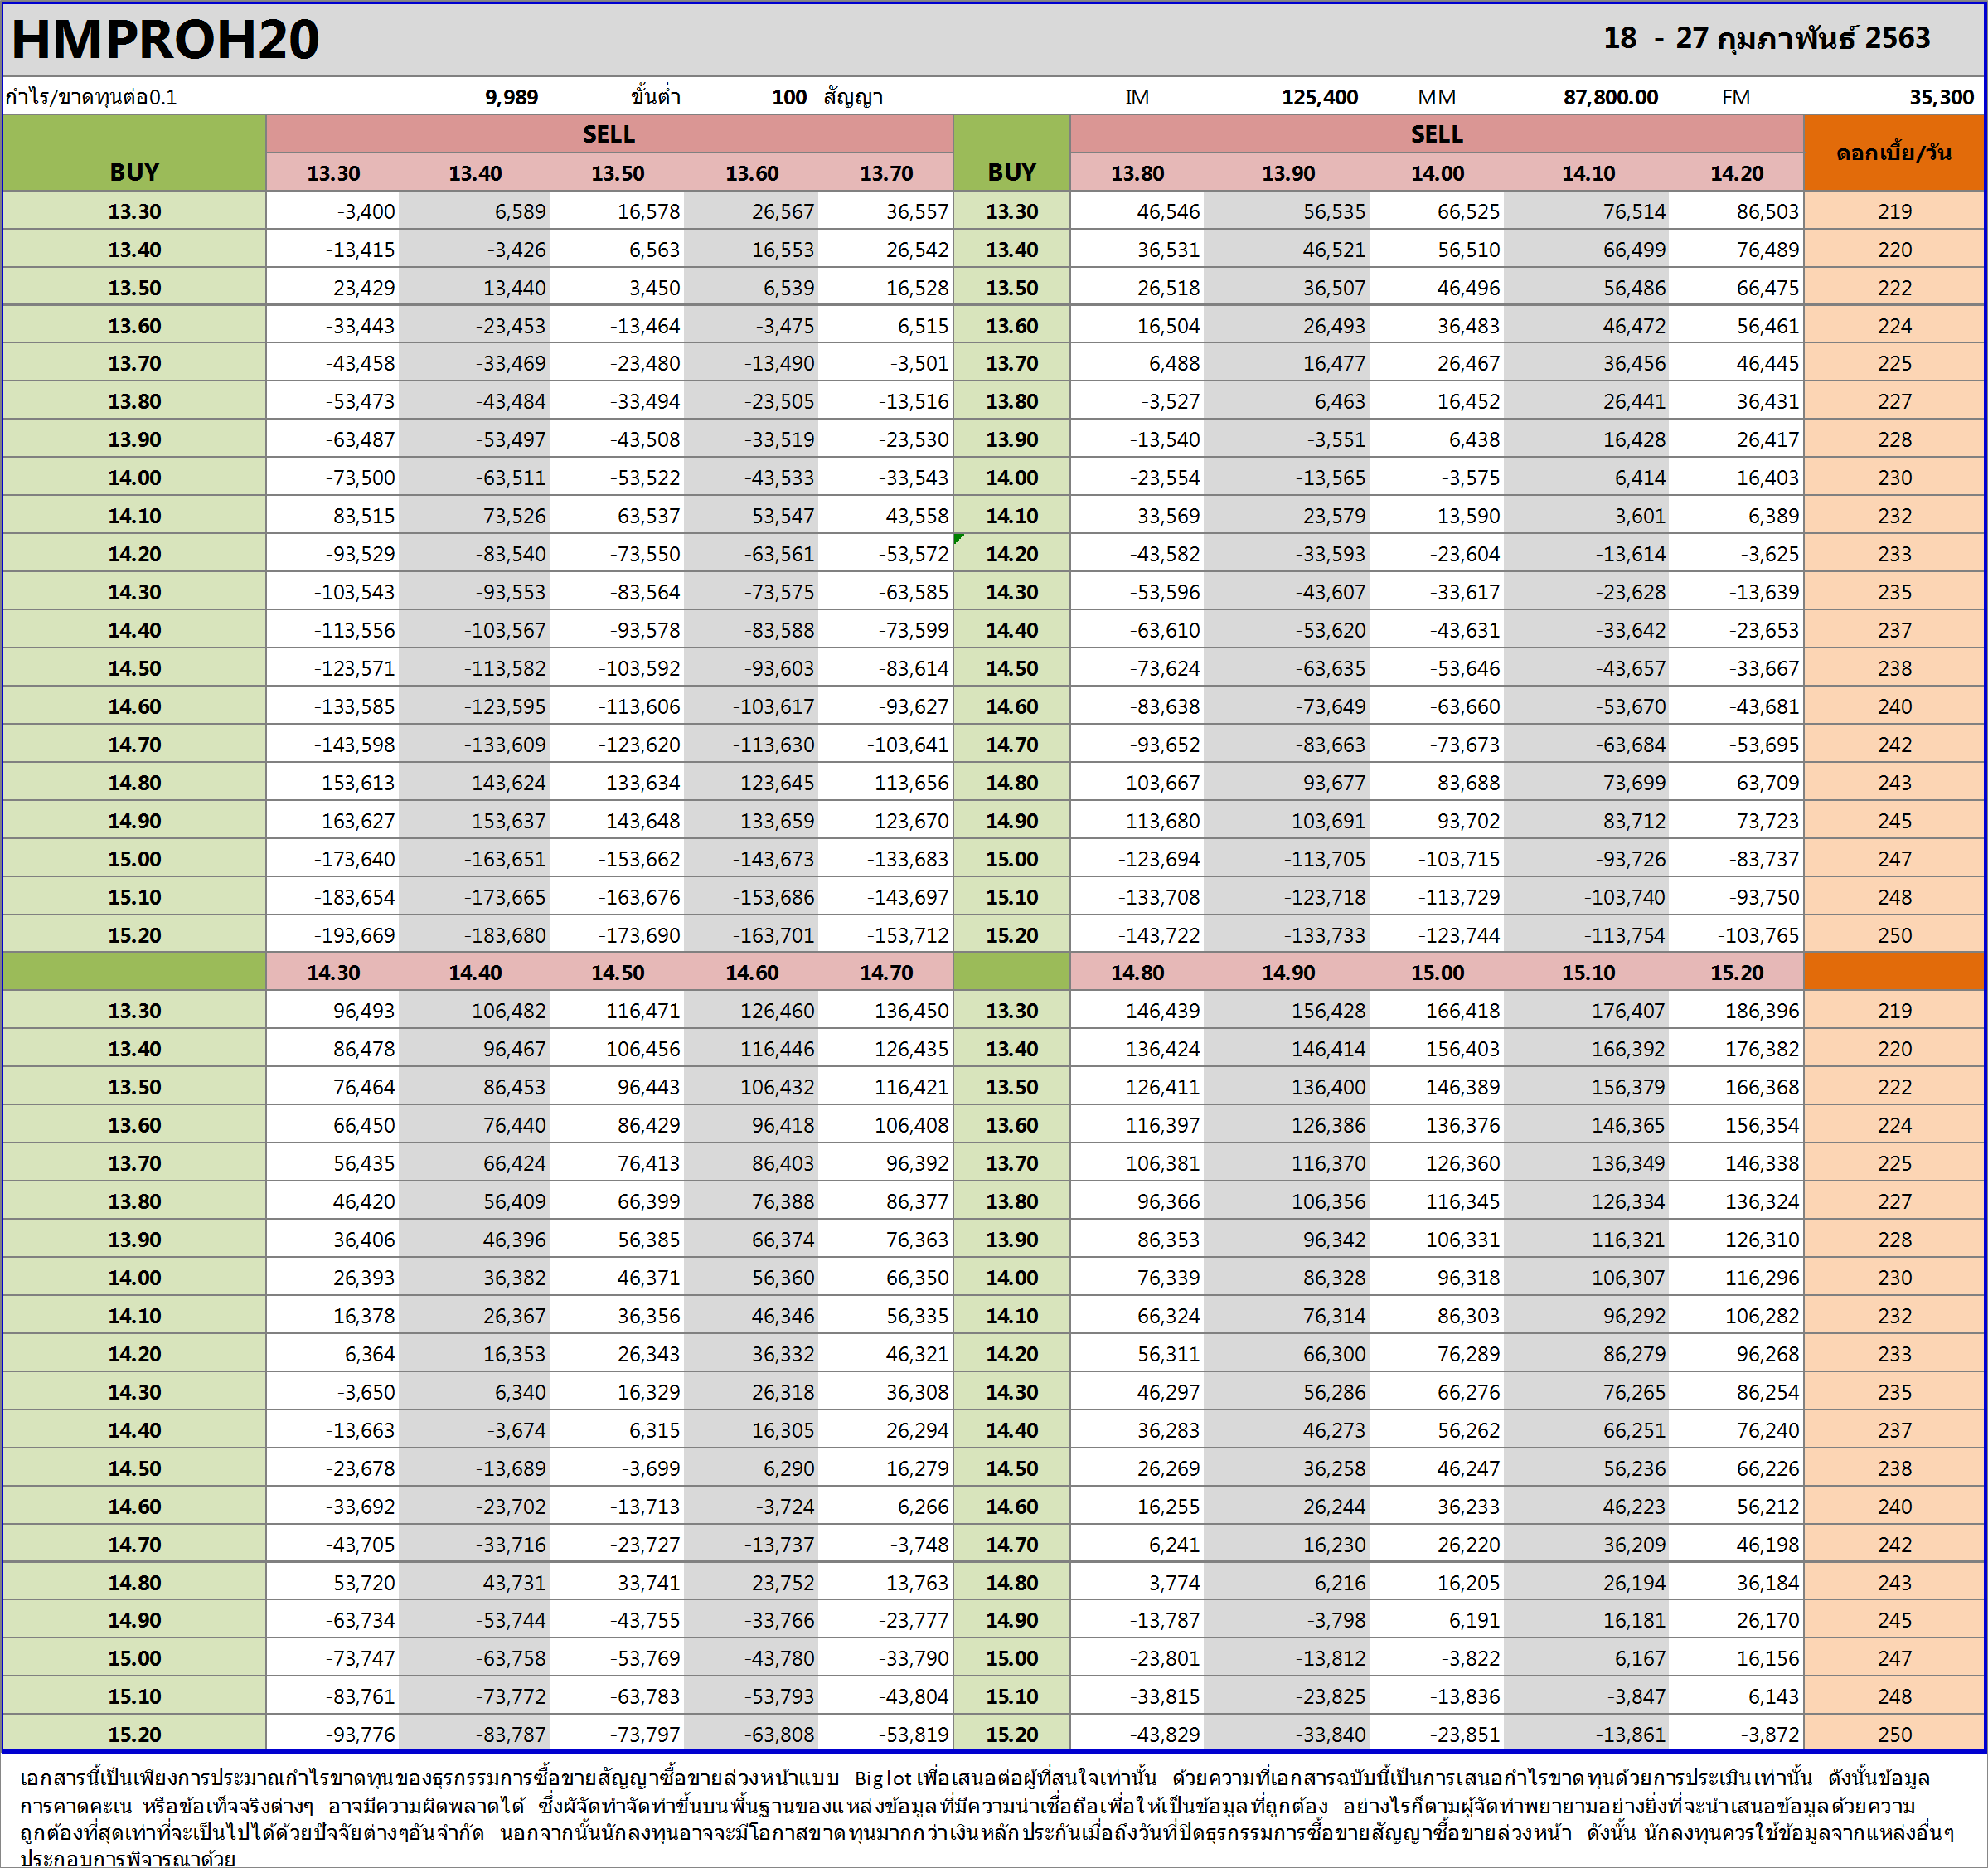 HMPROH20 18 - 27 กุมภาพันธ์ 2563
กำไร/ขาดทุนต่อ0.1 9,989 ขั้นต่ำ 100 สัญญา IM 125,400 MM 87,800.00 FM 35,300
SELL SELL ดอกเบี้ย/วัน
BUY 13.30 13.40 13.50 13.60 13.70 BUY 13.80 13.90 14.00 14.10 14.20
13.30 -3,400 6,589 16,578 26,567 36,557 13.30 46,546 56,535 66,525 76,514 86,503 219
13.40 -13,415 -3,426 6,563 16,553 26,542 13.40 36,531 46,521 56,510 66,499 76,489 220
13.50 -23,429 -13,440 -3,450 6,539 16,528 13.50 26,518 36,507 46,496 56,486 66,475 222
13.60 -33,443 -23,453 -13,464 -3,475 6,515 13.60 16,504 26,493 36,483 46,472 56,461 224
13.70 -43,458 -33,469 -23,480 -13,490 -3,501 13.70 6,488 16,477 26,467 36,456 46,445 225
13.80 -53,473 -43,484 -33,494 -23,505 -13,516 13.80 -3,527 6,463 16,452 26,441 36,431 227
13.90 -63,487 -53,497 -43,508 -33,519 -23,530 13.90 -13,540 -3,551 6,438 16,428 26,417 228
14.00 -73,500 -63,511 -53,522 -43,533 -33,543 14.00 -23,554 -13,565 -3,575 6,414 16,403 230
14.10 -83,515 -73,526 -63,537 -53,547 -43,558 14.10 -33,569 -23,579 -13,590 -3,601 6,389 232
14.20 -93,529 -83,540 -73,550 -63,561 -53,572 14.20 -43,582 -33,593 -23,604 -13,614 -3,625 233
14.30 -103,543 -93,553 -83,564 -73,575 -63,585 14.30 -53,596 -43,607 -33,617 -23,628 -13,639 235
14.40 -113,556 -103,567 -93,578 -83,588 -73,599 14.40 -63,610 -53,620 -43,631 -33,642 -23,653 237
14.50 -123,571 -113,582 -103,592 -93,603 -83,614 14.50 -73,624 -63,635 -53,646 -43,657 -33,667 238
14.60 -133,585 -123,595 -113,606 -103,617 -93,627 14.60 -83,638 -73,649 -63,660 -53,670 -43,681 240
14.70 -143,598 -133,609 -123,620 -113,630 -103,641 14.70 -93,652 -83,663 -73,673 -63,684 -53,695 242
14.80 -153,613 -143,624 -133,634 -123,645 -113,656 14.80 -103,667 -93,677 -83,688 -73,699 -63,709 243
14.90 -163,627 -153,637 -143,648 -133,659 -123,670 14.90 -113,680 -103,691 -93,702 -83,712 -73,723 245
15.00 -173,640 -163,651 -153,662 -143,673 -133,683 15.00 -123,694 -113,705 -103,715 -93,726 -83,737 247
15.10 -183,654 -173,665 -163,676 -153,686 -143,697 15.10 -133,708 -123,718 -113,729 -103,740 -93,750 248
15.20 -193,669 -183,680 -173,690 -163,701 -153,712 15.20 -143,722 -133,733 -123,744 -113,754 -103,765 250
14.30 14.40 14.50 14.60 14.70 14.80 14.90 15.00 15.10 15.20
13.30 96,493 106,482 116,471 126,460 136,450 13.30 146,439 156,428 166,418 176,407 186,396 219
13.40 86,478 96,467 106,456 116,446 126,435 13.40 136,424 146,414 156,403 166,392 176,382 220
13.50 76,464 86,453 96,443 106,432 116,421 13.50 126,411 136,400 146,389 156,379 166,368 222
13.60 66,450 76,440 86,429 96,418 106,408 13.60 116,397 126,386 136,376 146,365 156,354 224
13.70 56,435 66,424 76,413 86,403 96,392 13.70 106,381 116,370 126,360 136,349 146,338 225
13.80 46,420 56,409 66,399 76,388 86,377 13.80 96,366 106,356 116,345 126,334 136,324 227
13.90 36,406 46,396 56,385 66,374 76,363 13.90 86,353 96,342 106,331 116,321 126,310 228
14.00 26,393 36,382 46,371 56,360 66,350 14.00 76,339 86,328 96,318 106,307 116,296 230
14.10 16,378 26,367 36,356 46,346 56,335 14.10 66,324 76,314 86,303 96,292 106,282 232
14.20 6,364 16,353 26,343 36,332 46,321 14.20 56,311 66,300 76,289 86,279 96,268 233
14.30 -3,650 6,340 16,329 26,318 36,308 14.30 46,297 56,286 66,276 76,265 86,254 235
14.40 -13,663 -3,674 6,315 16,305 26,294 14.40 36,283 46,273 56,262 66,251 76,240 237
14.50 -23,678 -13,689 -3,699 6,290 16,279 14.50 26,269 36,258 46,247 56,236 66,226 238
14.60 -33,692 -23,702 -13,713 -3,724 6,266 14.60 16,255 26,244 36,233 46,223 56,212 240
14.70 -43,705 -33,716 -23,727 -13,737 -3,748 14.70 6,241 16,230 26,220 36,209 46,198 242
14.80 -53,720 -43,731 -33,741 -23,752 -13,763 14.80 -3,774 6,216 16,205 26,194 36,184 243
14.90 -63,734 -53,744 -43,755 -33,766 -23,777 14.90 -13,787 -3,798 6,191 16,181 26,170 245
15.00 -73,747 -63,758 -53,769 -43,780 -33,790 15.00 -23,801 -13,812 -3,822 6,167 16,156 247
15.10 -83,761 -73,772 -63,783 -53,793 -43,804 15.10 -33,815 -23,825 -13,836 -3,847 6,143 248
15.20 -93,776 -83,787 -73,797 -63,808 -53,819 15.20 -43,829 -33,840 -23,851 -13,861 -3,872 250
เอกสารนี้เป็นเพียงการประมาณกำไรขาดทุนของธุรกรรมการซื้อขายสัญญาซื้อขายล่วงหน้าแบบ Biglot เพื่อเสนอต่อผู้ที่สนใจเท่านั้น ด้วยความที่เอกสารฉบับนี้เป็นการเสนอกำไรขาดทุนด้วยการประเมินเท่านั้น ดังนั้นข้อมูล
การคาดคะเน หรือข้อเท็จจริงต่างๆ อาจมีความผิดพลาดได้ ซึ่งผัจัดทำจัดทำขึ้นบนพื้นฐานของแหล่งข้อมูลที่มีความน่าเชื่อถือเพื่อให้เป็นข้อมูลที่ถูกต้อง อย่างไรก็ตามผู้จัดทำพยายามอย่างยิ่งที่จะนำเสนอข้อมูลด้วยความ
ถูกต้องที่สุดเท่าที่จะเป็นไปได้ด้วยปัจจัยต่างๆอันจำกัด นอกจากนั้นนักลงทุนอาจจะมีโอกาสขาดทุนมากกว่าเงินหลักประกันเมื่อถึงวันที่ปิดธุรกรรมการซื้อขายสัญญาซื้อขายล่วงหน้า ดังนั้น นักลงทุนควรใช้ข้อมูลจากแหล่งอื่นๆ
ประกอบการพิจารณาด้วย